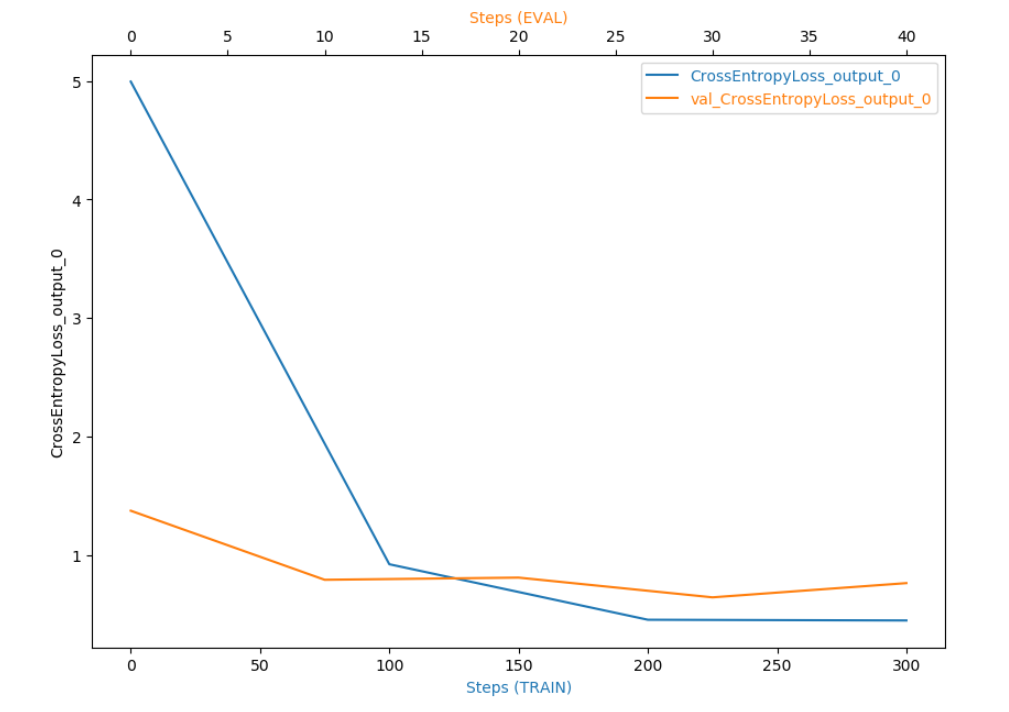 Steps (EVAL)
0 5 10 15 20 25 30 35 40
CrossEntropyLoss_output_0
val_CrossEntropyLoss_output_0
5
4
3
2
1
CrossEntropyLoss_output_0
0 50 100 150 200 250 300
Steps (TRAIN)